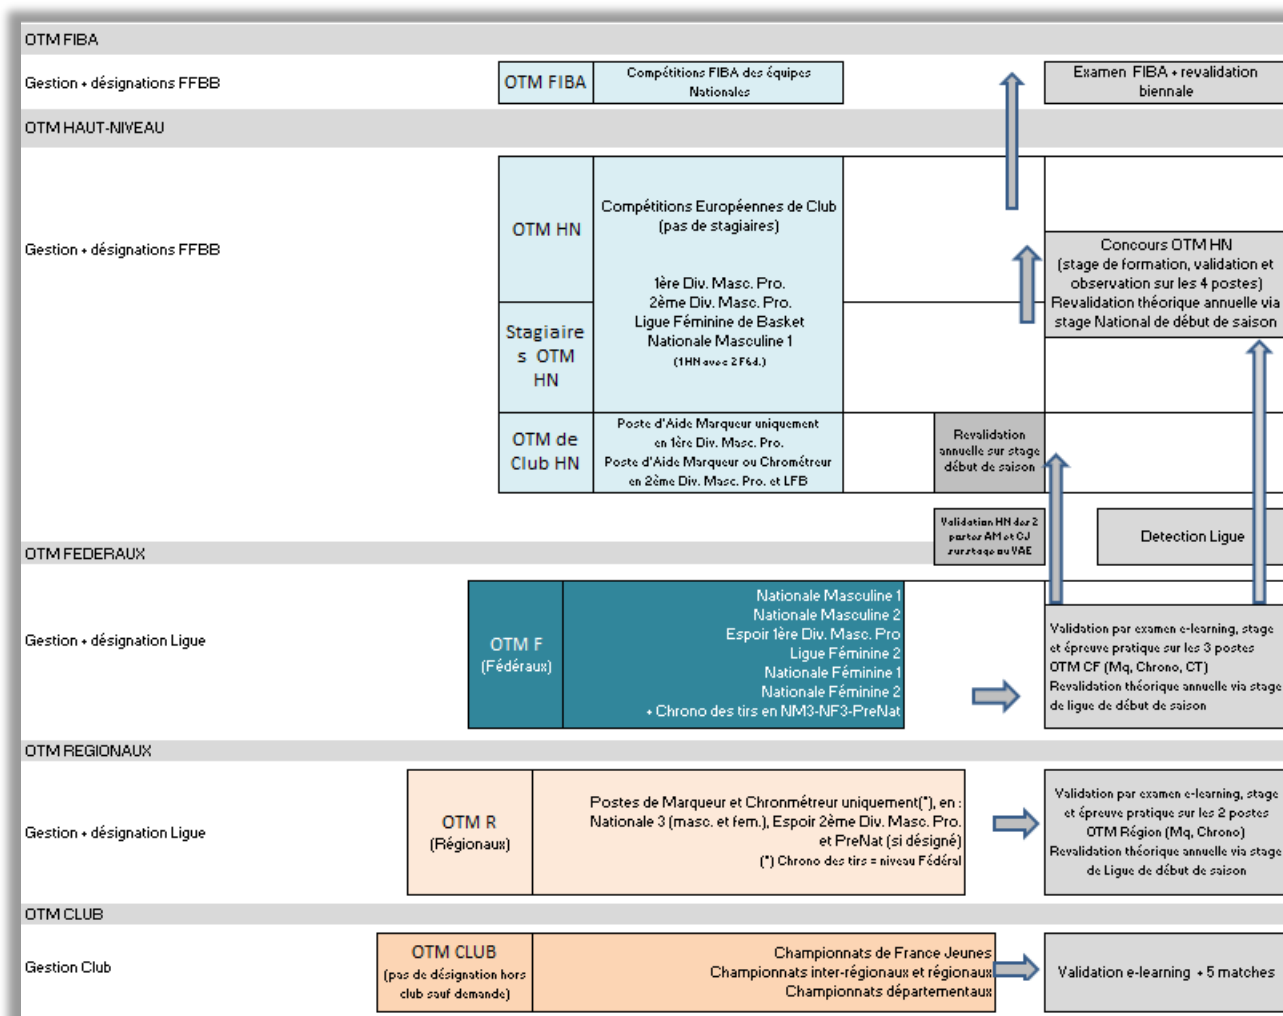 OTM FIBA
Gestion + désignations FFBB
OTM FIBA
Compétitions FIBA des équipes
Nationales
Examen FIBA + revalidation
biennale
OTM HAUT-NIVEAU
Gestion + désignations FFBB
OTM HN
Compétitions Européennes de Club
(pas de stagiaires)
1ère Div. Masc. Pro.
2ème Div. Masc. Pro.
Ligue Féminine de Basket
Nationale Masculine 1
(1HN avec 2 Féd.)
Stagiaire
s OTM
HN
Concours OTM HN
(stage de formation, validation et
observation sur les 4 postes)
Revalidation théorique annuelle via
stage National de début de saison
OTM de
Club HN
Poste d'Aide Marqueur uniquement
en 1ère Div. Masc. Pro.
Poste d'Aide Marqueur ou Chrométreur
en 2ème Div. Masc. Pro. et LFB
Revalidation
annuelle sur stage
début de saison
Validation HN des 2
postes AM et CJ
sur stage ou VAE
Detection Ligue
OTM FEDERAUX
Gestion + désignation Ligue
OTM F
(Fédéraux)
Nationale Masculine 1
Nationale Masculine 2
Espoir 1ère Div. Masc. Pro
Ligue Féminine 2
Nationale Féminine 1
Nationale Féminine 2
+ Chrono des tirs en NM3-NF3-PreNat
Validation par examen e-learning, stage
et épreuve pratique sur les 3 postes
OTM CF (Mq, Chrono, CT)
Revalidation théorique annuelle via stage
de ligue de début de saison
OTM REGIONAUX
Gestion + désignation Ligue
OTM R
(Régionaux)
Postes de Marqueur et Chronmétreur uniquement(*), en :
Nationale 3 (masc. et fem.), Espoir 2ème Div. Masc. Pro.
et PreNat (si désigné)
(*) Chrono des tirs = niveau Fédéral
Validation par examen e-learning, stage
et épreuve pratique sur les 2 postes
OTM Région (Mq, Chrono)
Revalidation théorique annuelle via stage
de Ligue de début de saison
OTM CLUB
Gestion Club
OTM CLUB
(pas de désignation hors
club sauf demande)
Championnats de France Jeunes
Championnats inter-régionaux et régionaux
Championnats départementaux
Validation e-learning + 5 matches